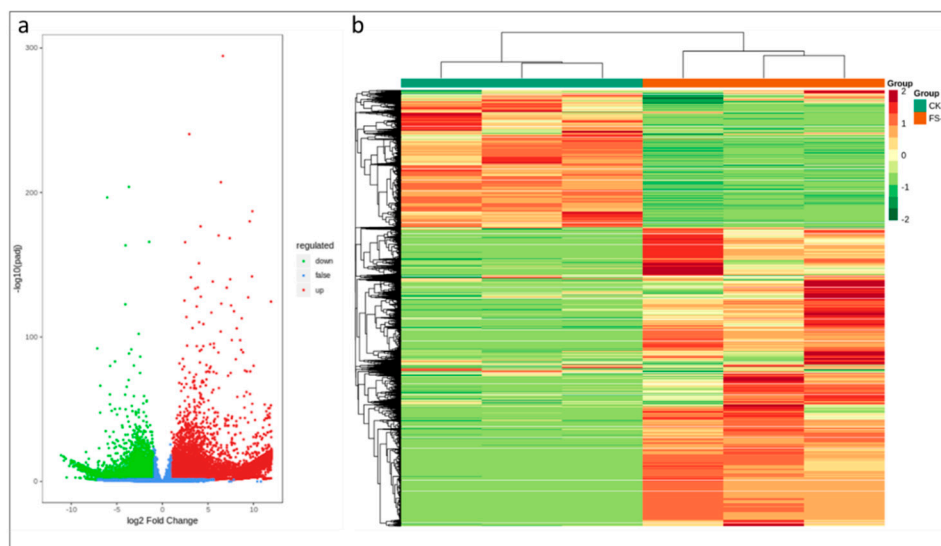 a
300
200
100
0
-log10(padj)
-10
-5
0
5
10
log2 Fold Change
regulated
down
false
up
b
Group
2
1
0
-1
-2
Group
CK
FS